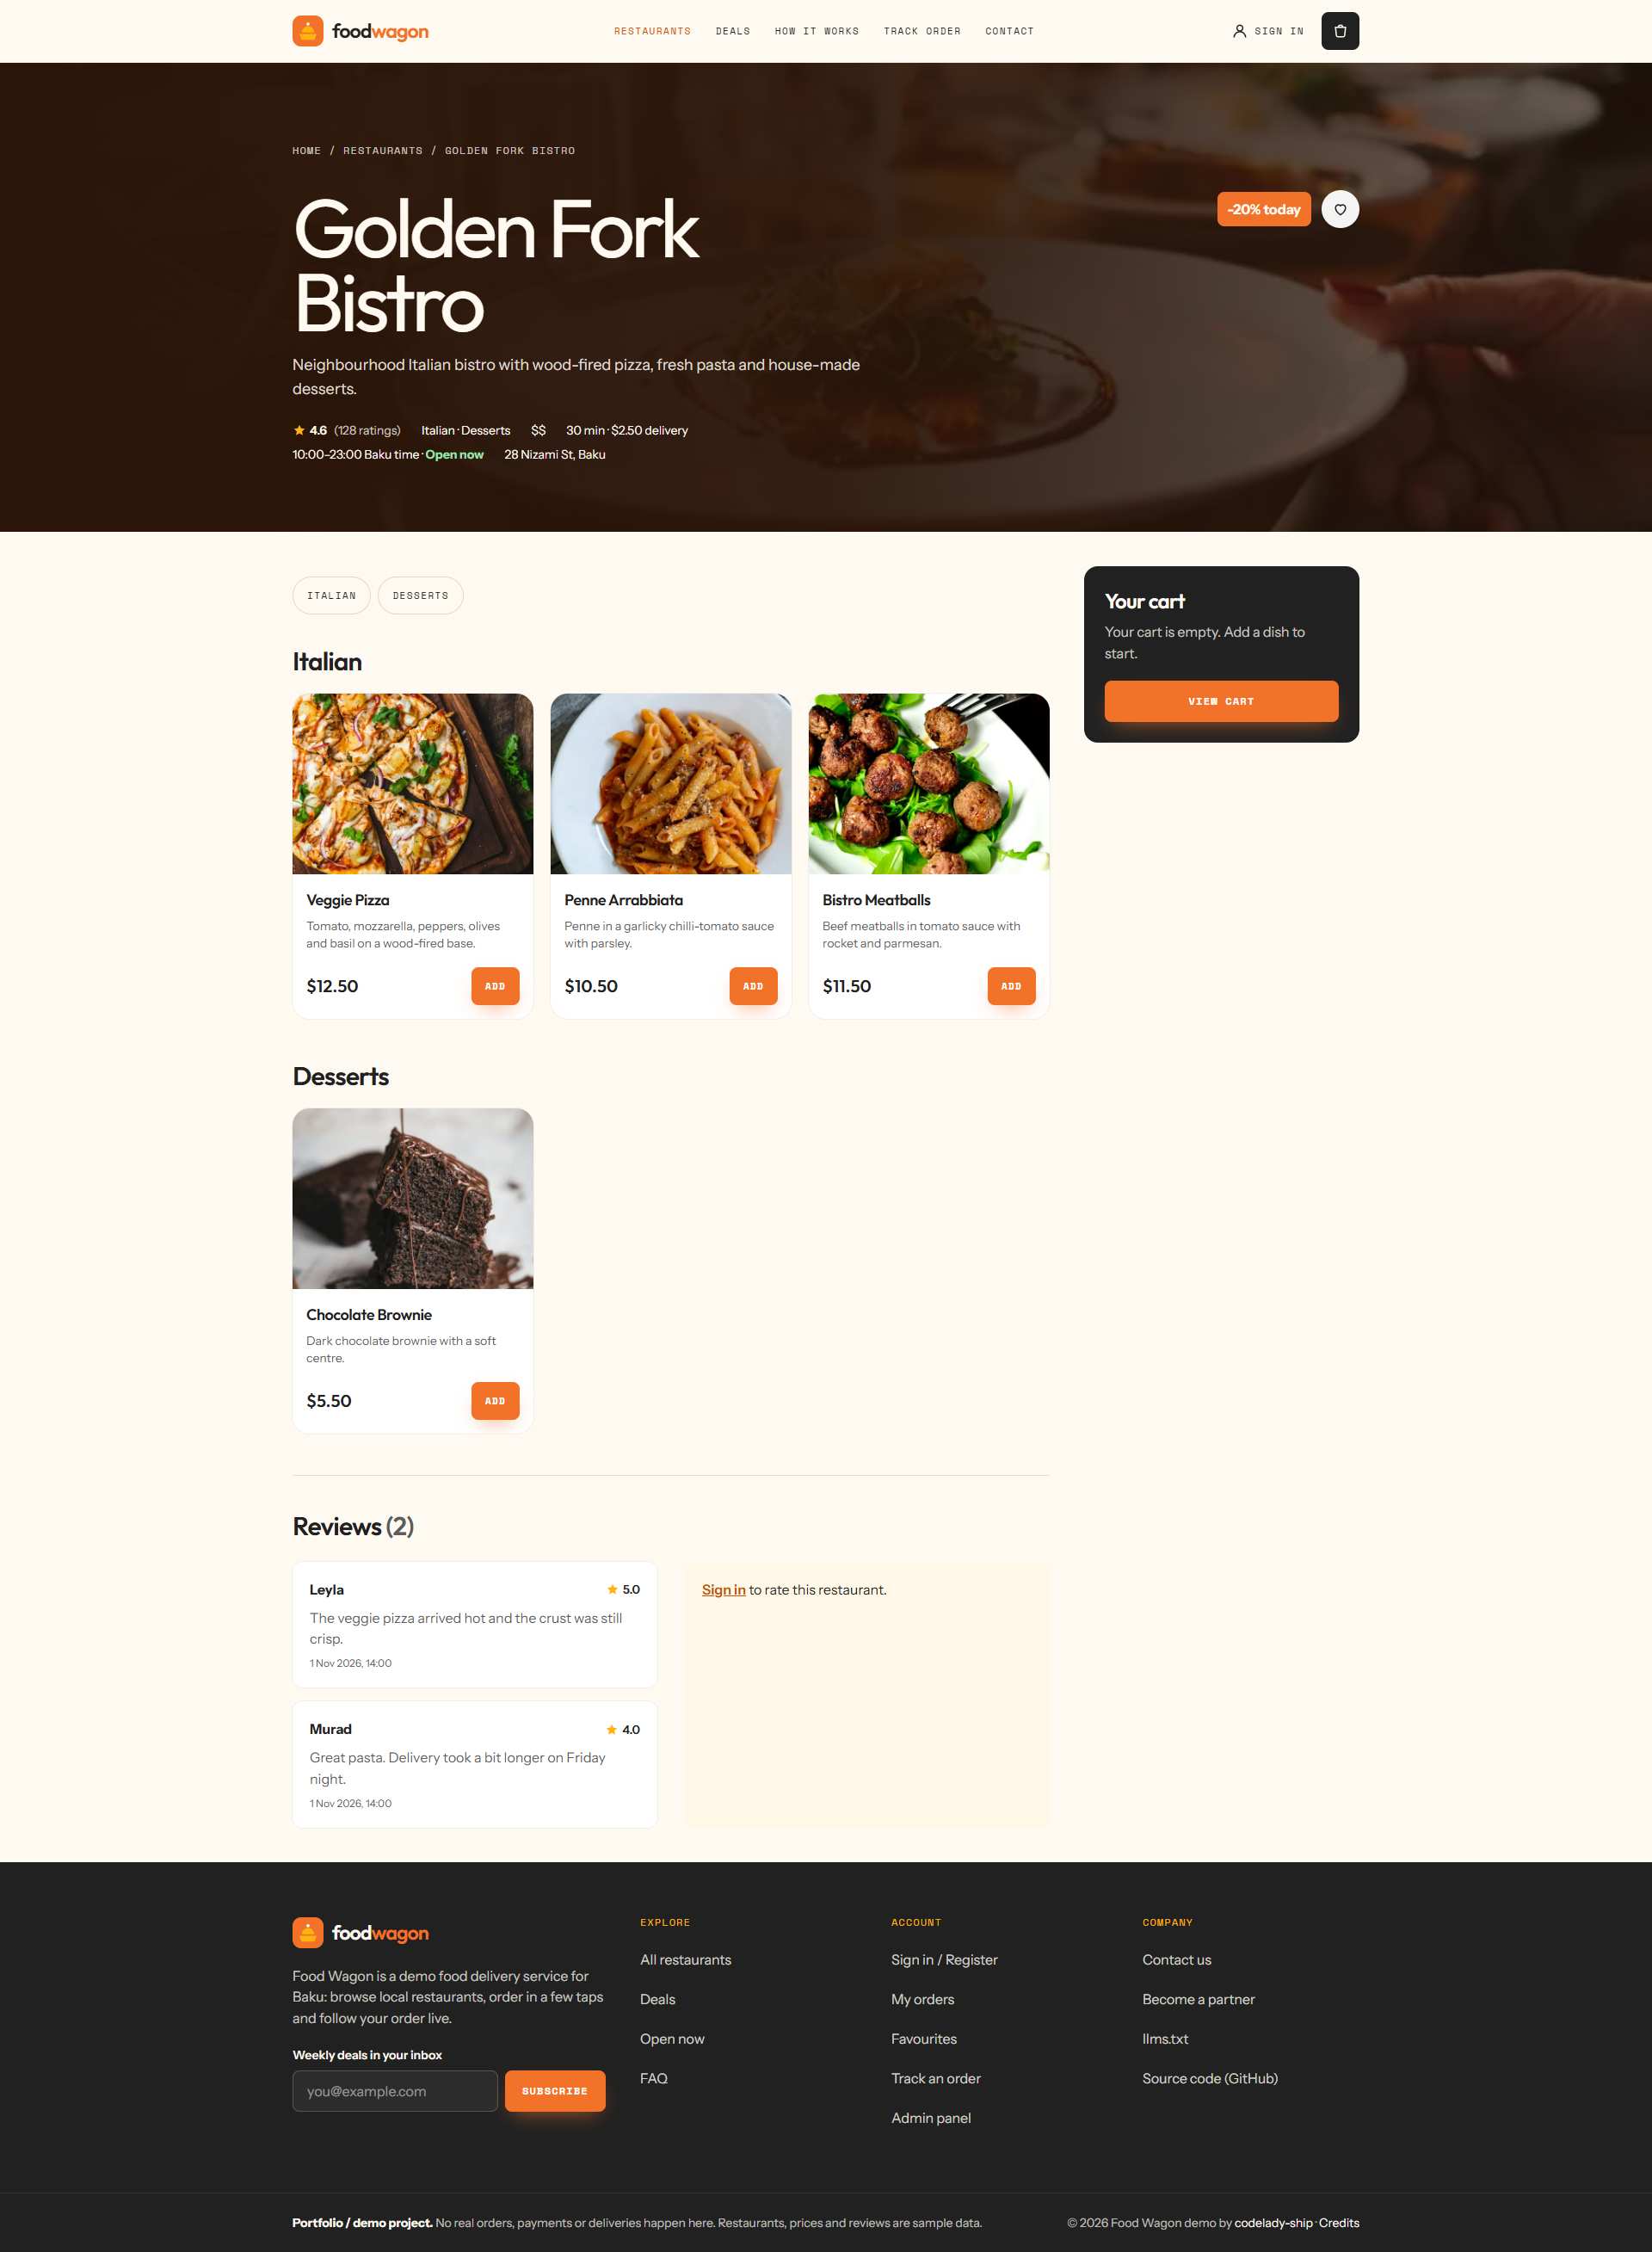 foodwagon
RESTAURANTS
DEALS
HOW IT WORKS
TRACK ORDER
CONTACT
SIGN IN
HOME / RESTAURANTS / GOLDEN FORK BISTRO
Golden Fork
Bistro
-20% today
Neighbourhood Italian bistro with wood-fired pizza, fresh pasta and house-made
desserts.
4.6 (128 ratings) Italian · Desserts $$ 30 min · $2.50 delivery
10:00–23:00 Baku time · Open now 28 Nizami St, Baku
ITALIAN
DESSERTS
Italian
Veggie Pizza
Tomato, mozzarella, peppers, olives
and basil on a wood-fired base.
$12.50
ADD
Penne Arrabbiata
Penne in a garlicky chilli-tomato sauce
with parsley.
$10.50
ADD
Bistro Meatballs
Beef meatballs in tomato sauce with
rocket and parmesan.
$11.50
ADD
Your cart
Your cart is empty. Add a dish to
start.
VIEW CART
Desserts
Chocolate Brownie
Dark chocolate brownie with a soft
centre.
$5.50
ADD
Reviews (2)
Leyla
5.0
The veggie pizza arrived hot and the crust was still
crisp.
1 Nov 2026, 14:00
Murad
4.0
Great pasta. Delivery took a bit longer on Friday
night.
1 Nov 2026, 14:00
Sign in to rate this restaurant.
foodwagon
Food Wagon is a demo food delivery service for
Baku: browse local restaurants, order in a few taps
and follow your order live.
Weekly deals in your inbox
you@example.com
SUBSCRIBE
EXPLORE
All restaurants
Deals
Open now
FAQ
ACCOUNT
Sign in / Register
My orders
Favourites
Track an order
Admin panel
COMPANY
Contact us
Become a partner
llms.txt
Source code (GitHub)
Portfolio / demo project. No real orders, payments or deliveries happen here. Restaurants, prices and reviews are sample data.
© 2026 Food Wagon demo by codelady-ship · Credits